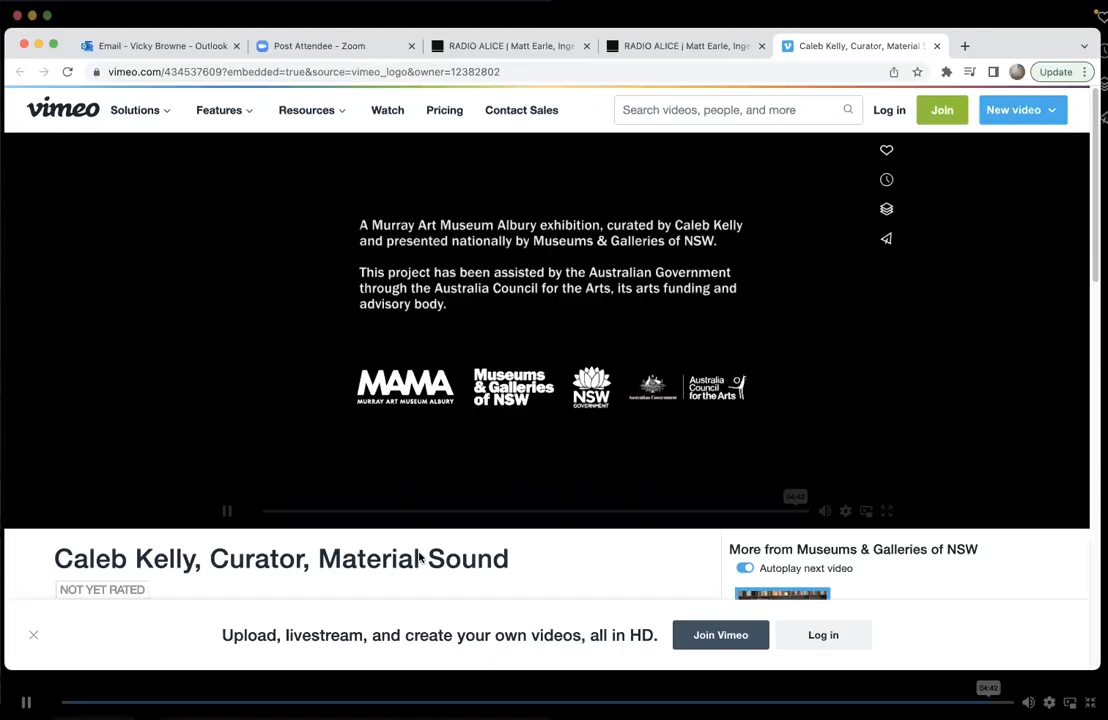 Email - Vicky Browne - Outlook
Post Attendee - Zoom
RADIO ALICE | Matt Earle, Inge
RADIO ALICE | Matt Earle, Inge
Caleb Kelly, Curator, Material S
vimeo.com/434537609?embedded=true&source=vimeo_logo&owner=12382802
Update
vimeo
Solutions
Features
Resources
Watch
Pricing
Contact Sales
Search videos, people, and more
Log in
Join
New video
A Murray Art Museum Albury exhibition, curated by Caleb Kelly
and presented nationally by Museums & Galleries of NSW.
This project has been assisted by the Australian Government
through the Australia Council for the Arts, its arts funding and
advisory body.
MAMA
MURRAY ART MUSEUM ALBURY
Museums
& Galleries
of NSW
NSW
GOVERNMENT
Australian Government
Australia
Council
for the Arts
04:42
Caleb Kelly, Curator, Material Sound
NOT YET RATED
More from Museums & Galleries of NSW
Autoplay next video
Upload, livestream, and create your own videos, all in HD.
Join Vimeo
Log in
04:42